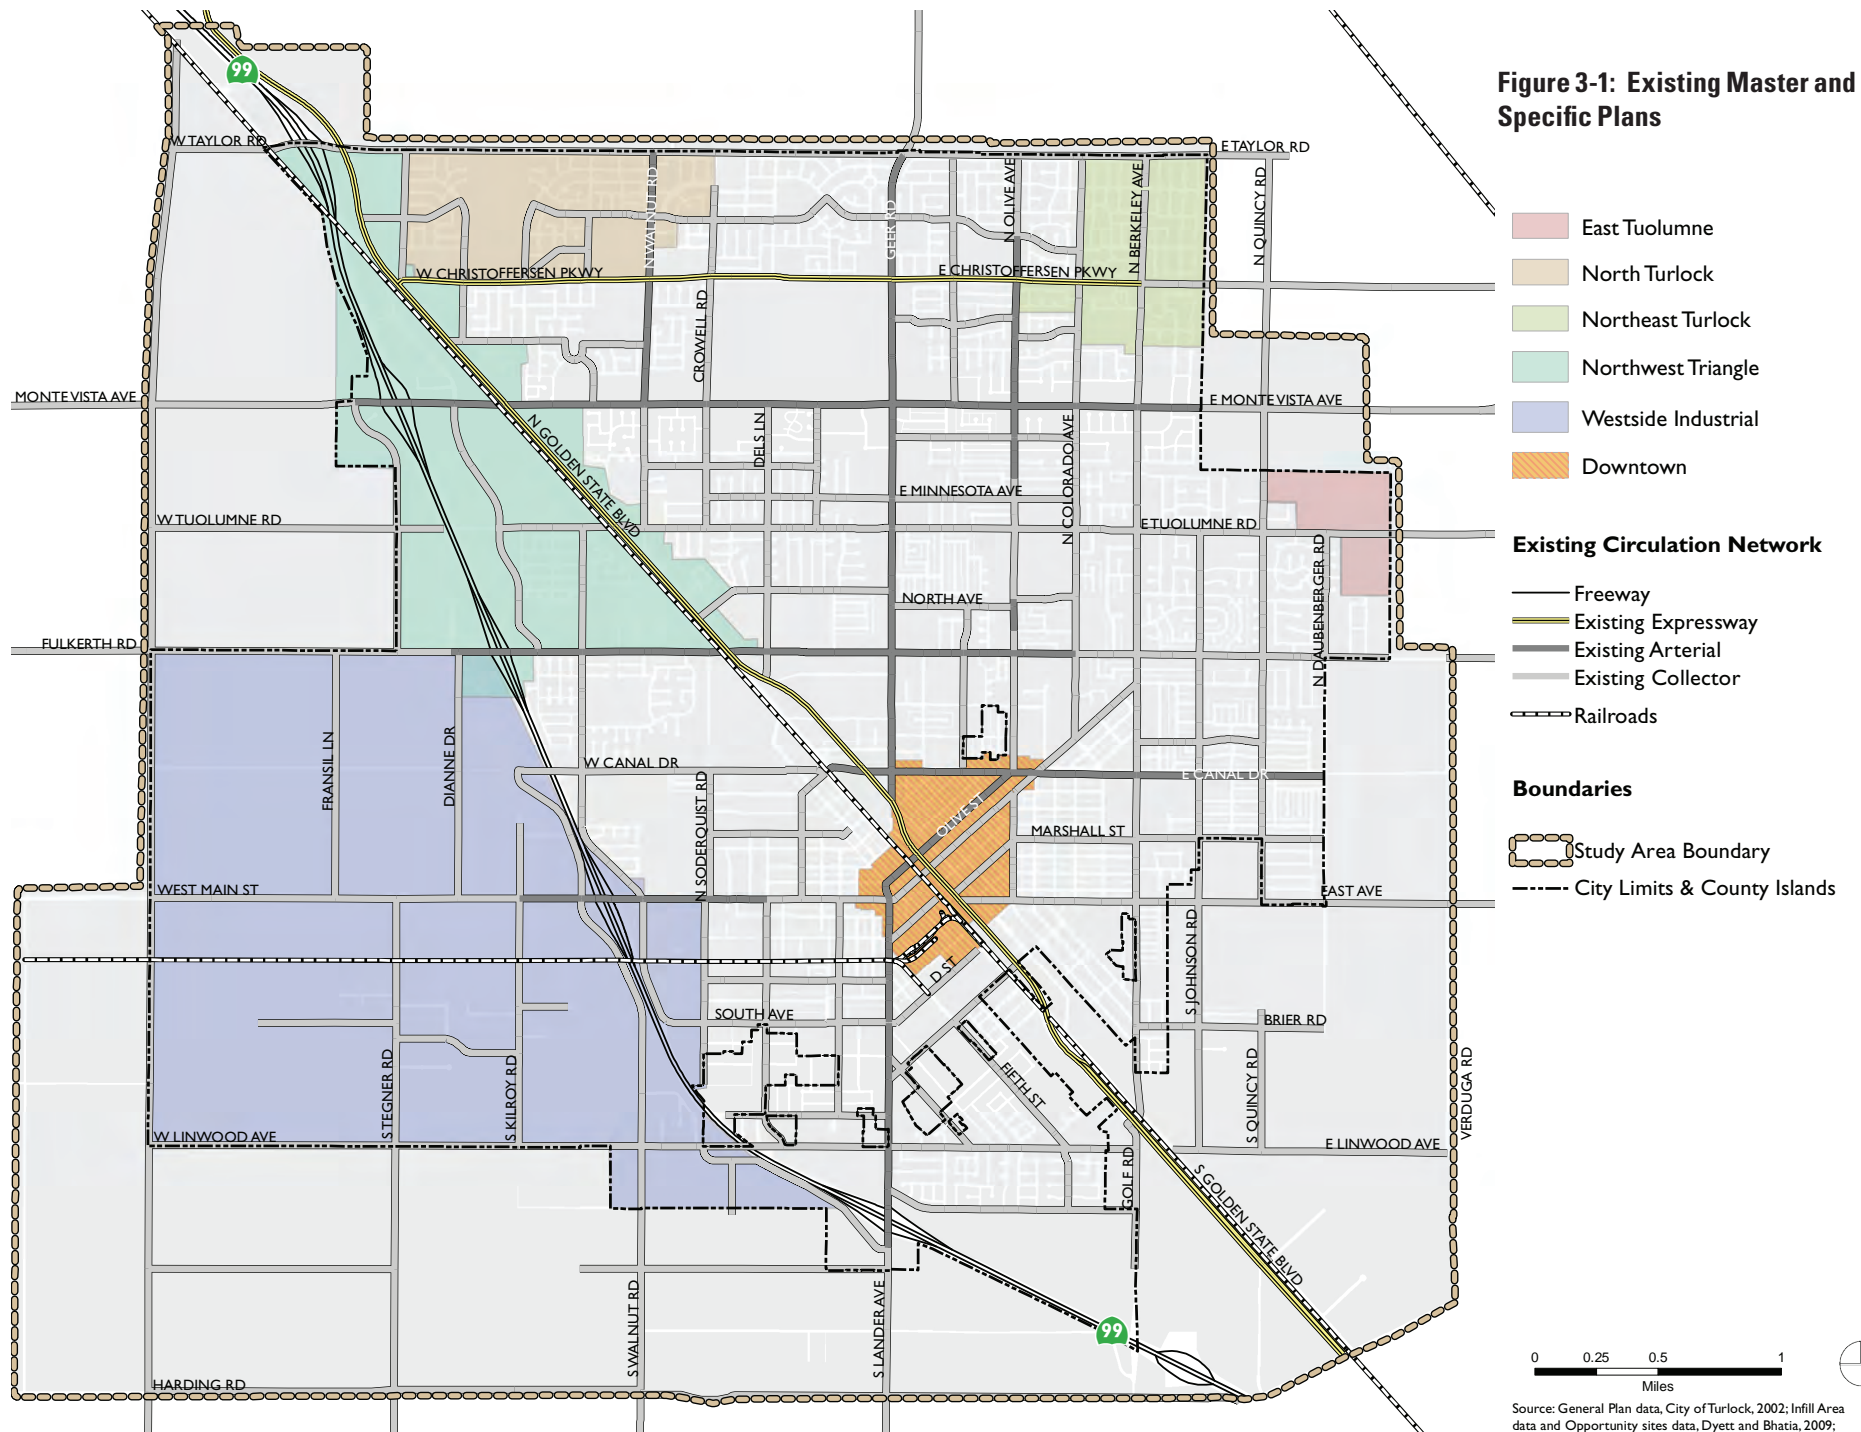 Figure 3-1: Existing Master and
Specific Plans
East Tuolumne
North Turlock
Northeast Turlock
Northwest Triangle
Westside Industrial
Downtown
Existing Circulation Network
Freeway
Existing Expressway
Existing Arterial
Existing Collector
Railroads
Boundaries
Study Area Boundary
City Limits & County Islands
0 0.25 0.5 1
Miles
Source: General Plan data, City of Turlock, 2002; Infill Area
data and Opportunity sites data, Dyett and Bhatia, 2009;
99
W TAYLOR RD
E TAYLOR RD
N WALNUT RD
GEER RD
N OLIVE AVE
N BERKELEY AVE
N QUINCY RD
W CHRISTOFFERSEN PKWY
E CHRISTOFFERSEN PKWY
CROWELL RD
MONTE VISTA AVE
E MONTE VISTA AVE
N GOLDEN STATE BLVD
DELS LN
N COLORADO AVE
E MINNESOTA AVE
W TUOLUMNE RD
E TUOLUMNE RD
N DAUBENBERGER RD
NORTH AVE
FULKERTH RD
FRANSIL LN
DIANNE DR
W CANAL DR
E CANAL DR
N SODERQUIST RD
OLIVE ST
MARSHALL ST
WEST MAIN ST
EAST AVE
D ST
S JOHNSON RD
SOUTH AVE
BRIER RD
S TEGNER RD
S KILROY RD
FIFTH ST
S QUINCY RD
VERDUGA RD
W LINWOOD AVE
E LINWOOD AVE
GOLF RD
S GOLDEN STATE BLVD
S WALNUT RD
S LANDER AVE
99
HARDING RD